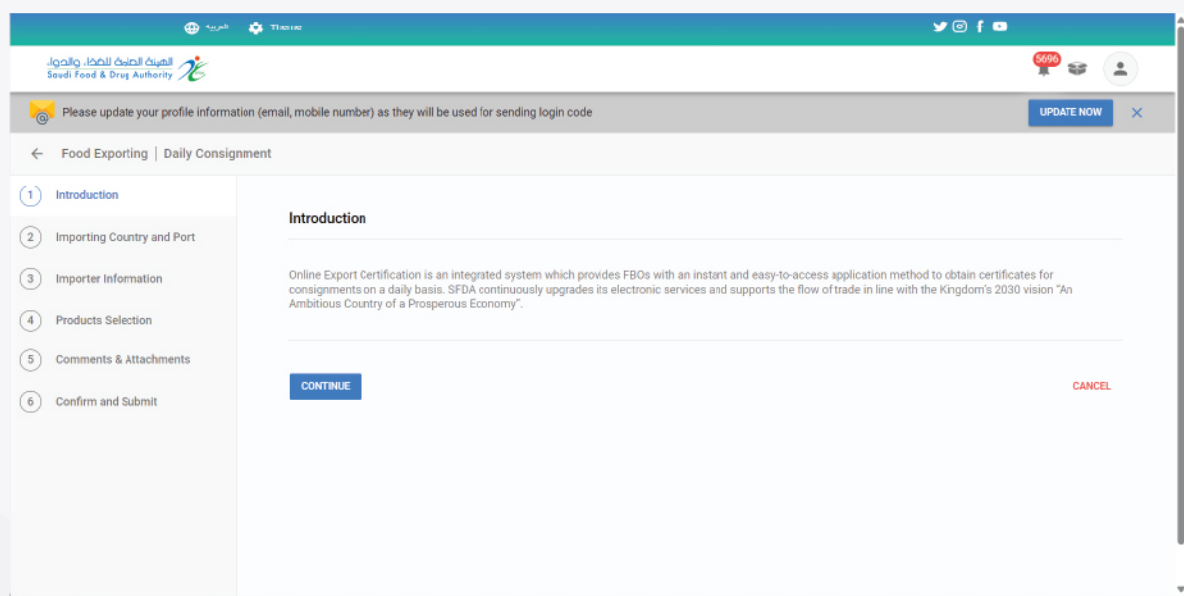 العربية
Themes
الهيئة العامة للغذاء والدواء
Saudi Food & Drug Authority
5696
Please update your profile information (email, mobile number) as they will be used for sending login code
UPDATE NOW
Food Exporting | Daily Consignment
1 Introduction
2 Importing Country and Port
3 Importer Information
4 Products Selection
5 Comments & Attachments
6 Confirm and Submit
Introduction
Online Export Certification is an integrated system which provides FBOs with an instant and easy-to-access application method to obtain certificates for
consignments on a daily basis. SFDA continuously upgrades its electronic services and supports the flow of trade in line with the Kingdom's 2030 vision “An
Ambitious Country of a Prosperous Economy”.
CONTINUE
CANCEL